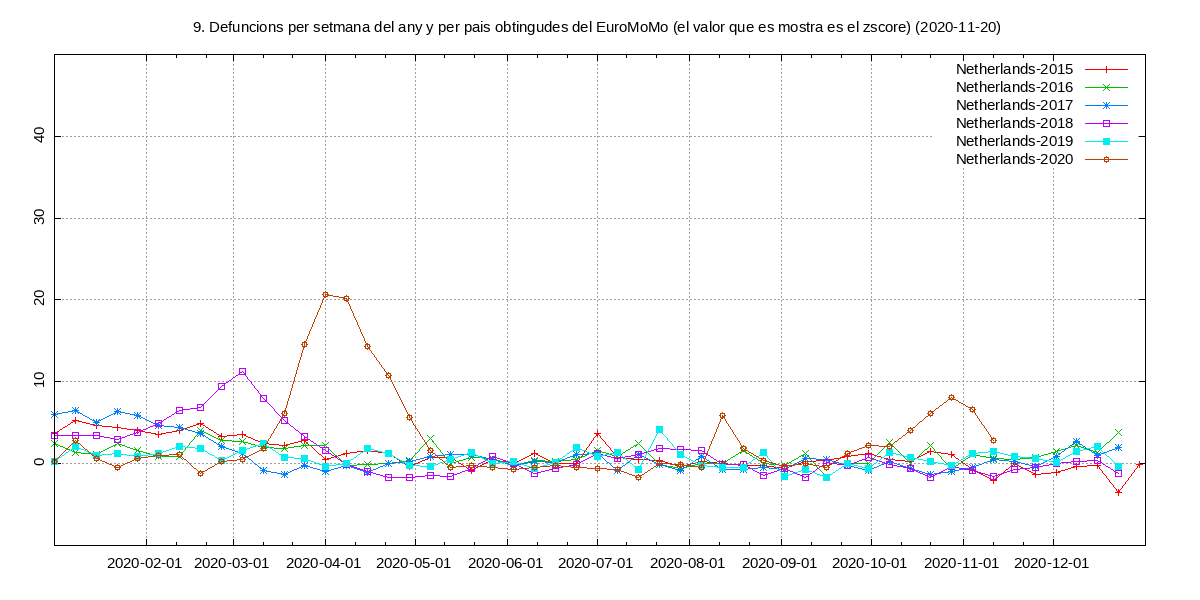 9. Defuncions per setmana del any y per pais obtingudes del EuroMoMo (el valor que es mostra es el zscore) (2020-11-20)
Netherlands-2015
Netherlands-2016
Netherlands-2017
Netherlands-2018
Netherlands-2019
Netherlands-2020
40
30
20
10
0
2020-02-01 2020-03-01 2020-04-01 2020-05-01 2020-06-01 2020-07-01 2020-08-01 2020-09-01 2020-10-01 2020-11-01 2020-12-01